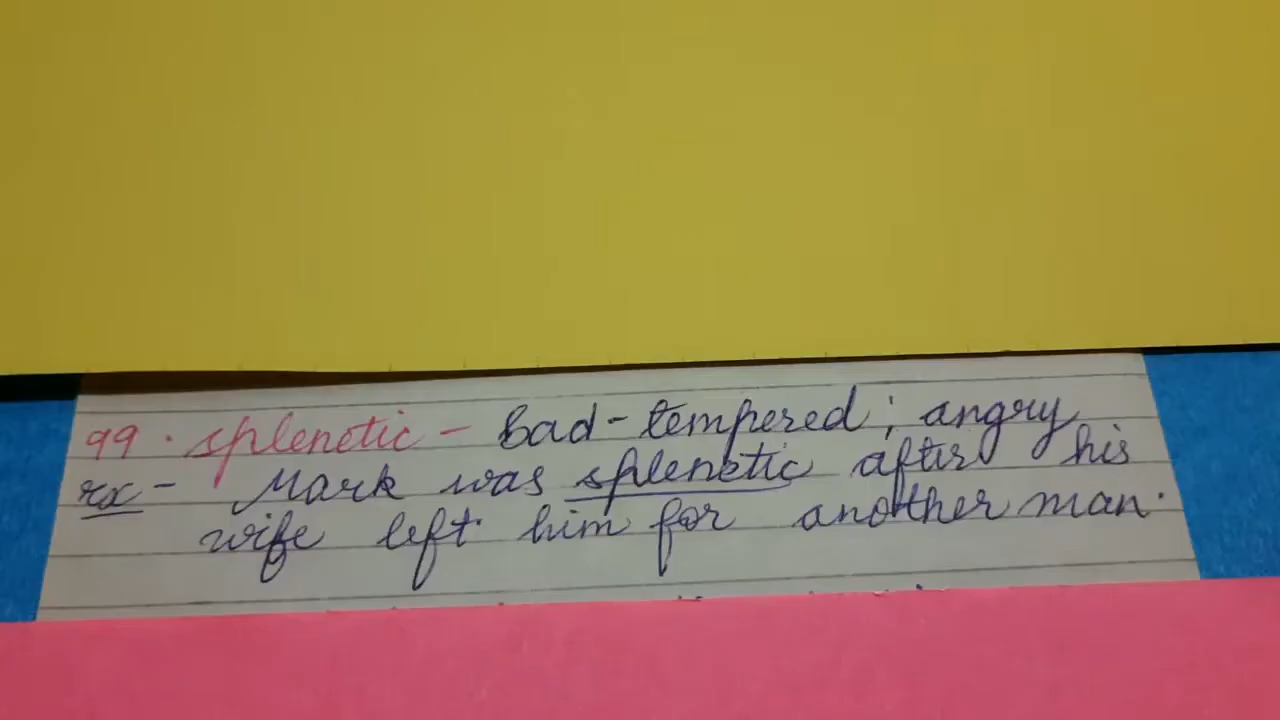 99. splenetic - bad-tempered; angry
ex - Mark was splenetic after his
wife left him for another man.